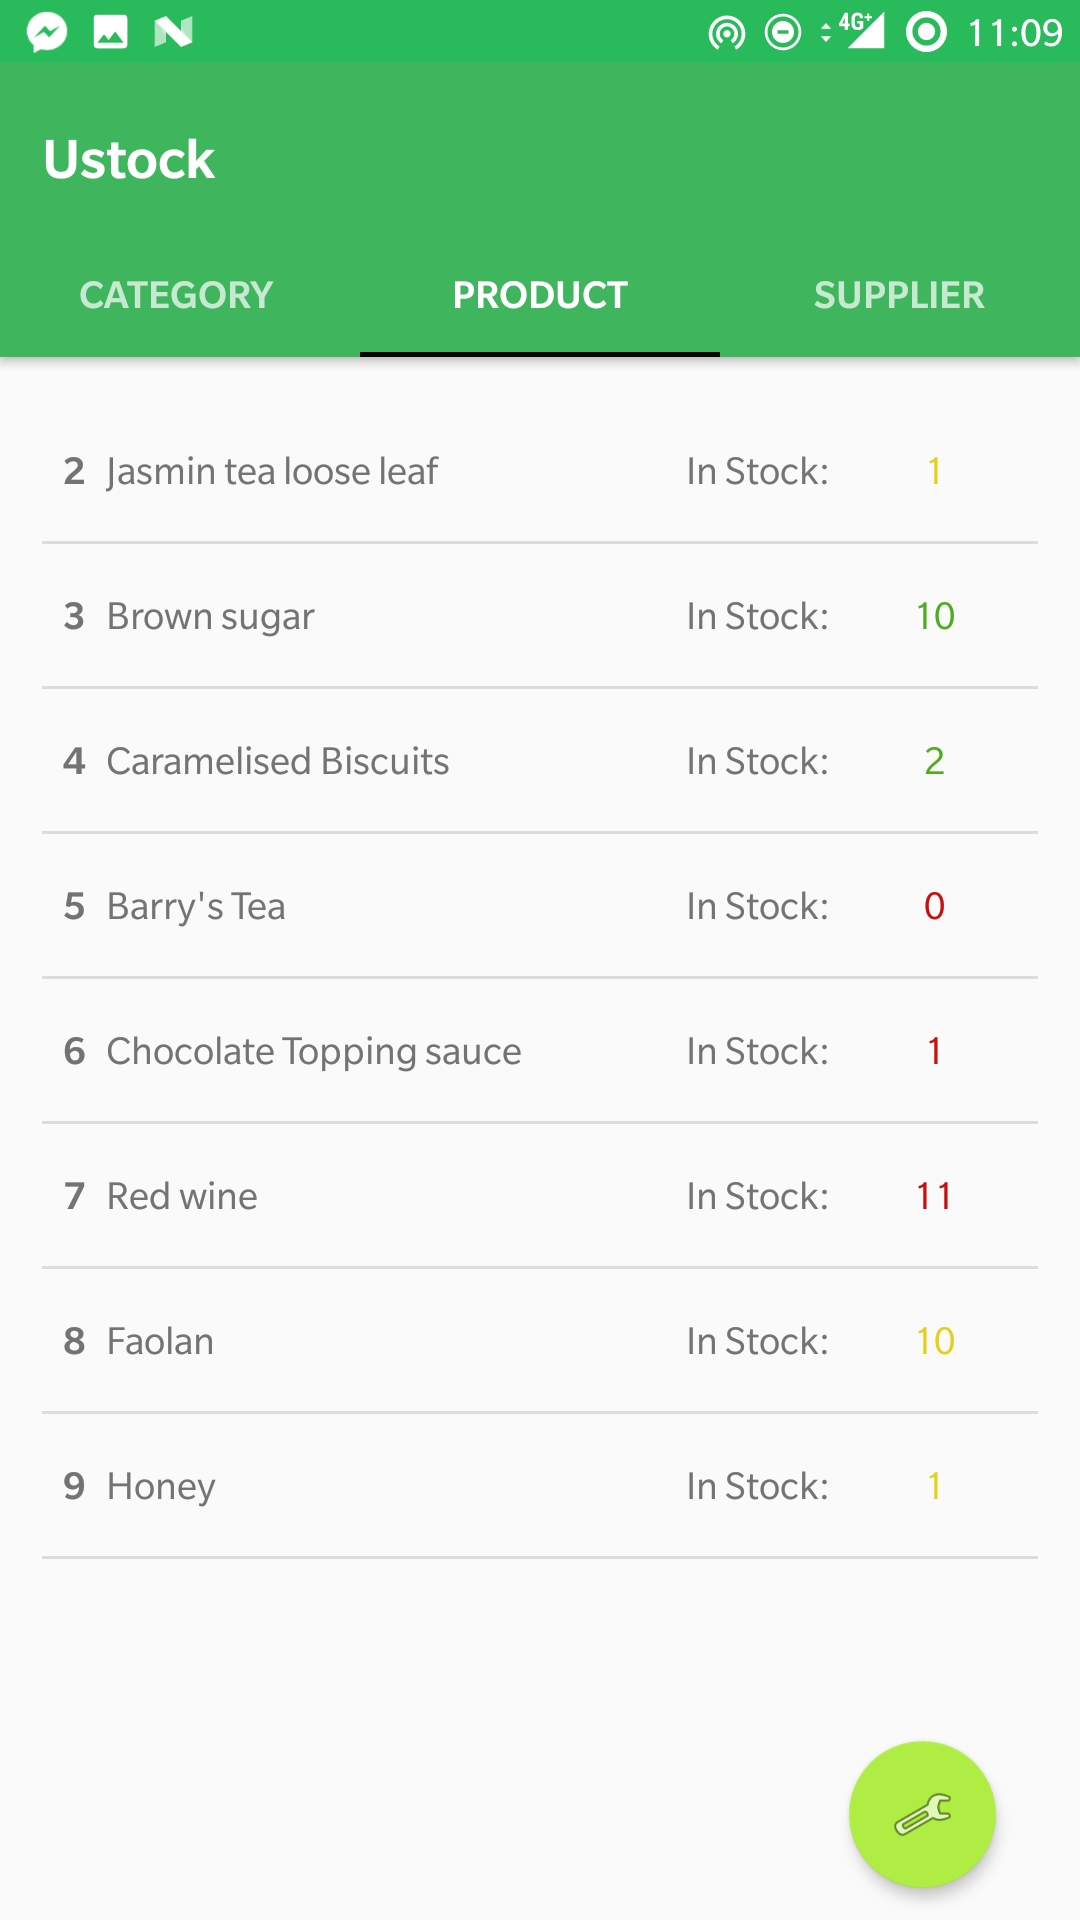 4G+ 11:09
Ustock
CATEGORY PRODUCT SUPPLIER
2 Jasmin tea loose leaf In Stock: 1
3 Brown sugar In Stock: 10
4 Caramelised Biscuits In Stock: 2
5 Barry's Tea In Stock: 0
6 Chocolate Topping sauce In Stock: 1
7 Red wine In Stock: 11
8 Faolan In Stock: 10
9 Honey In Stock: 1